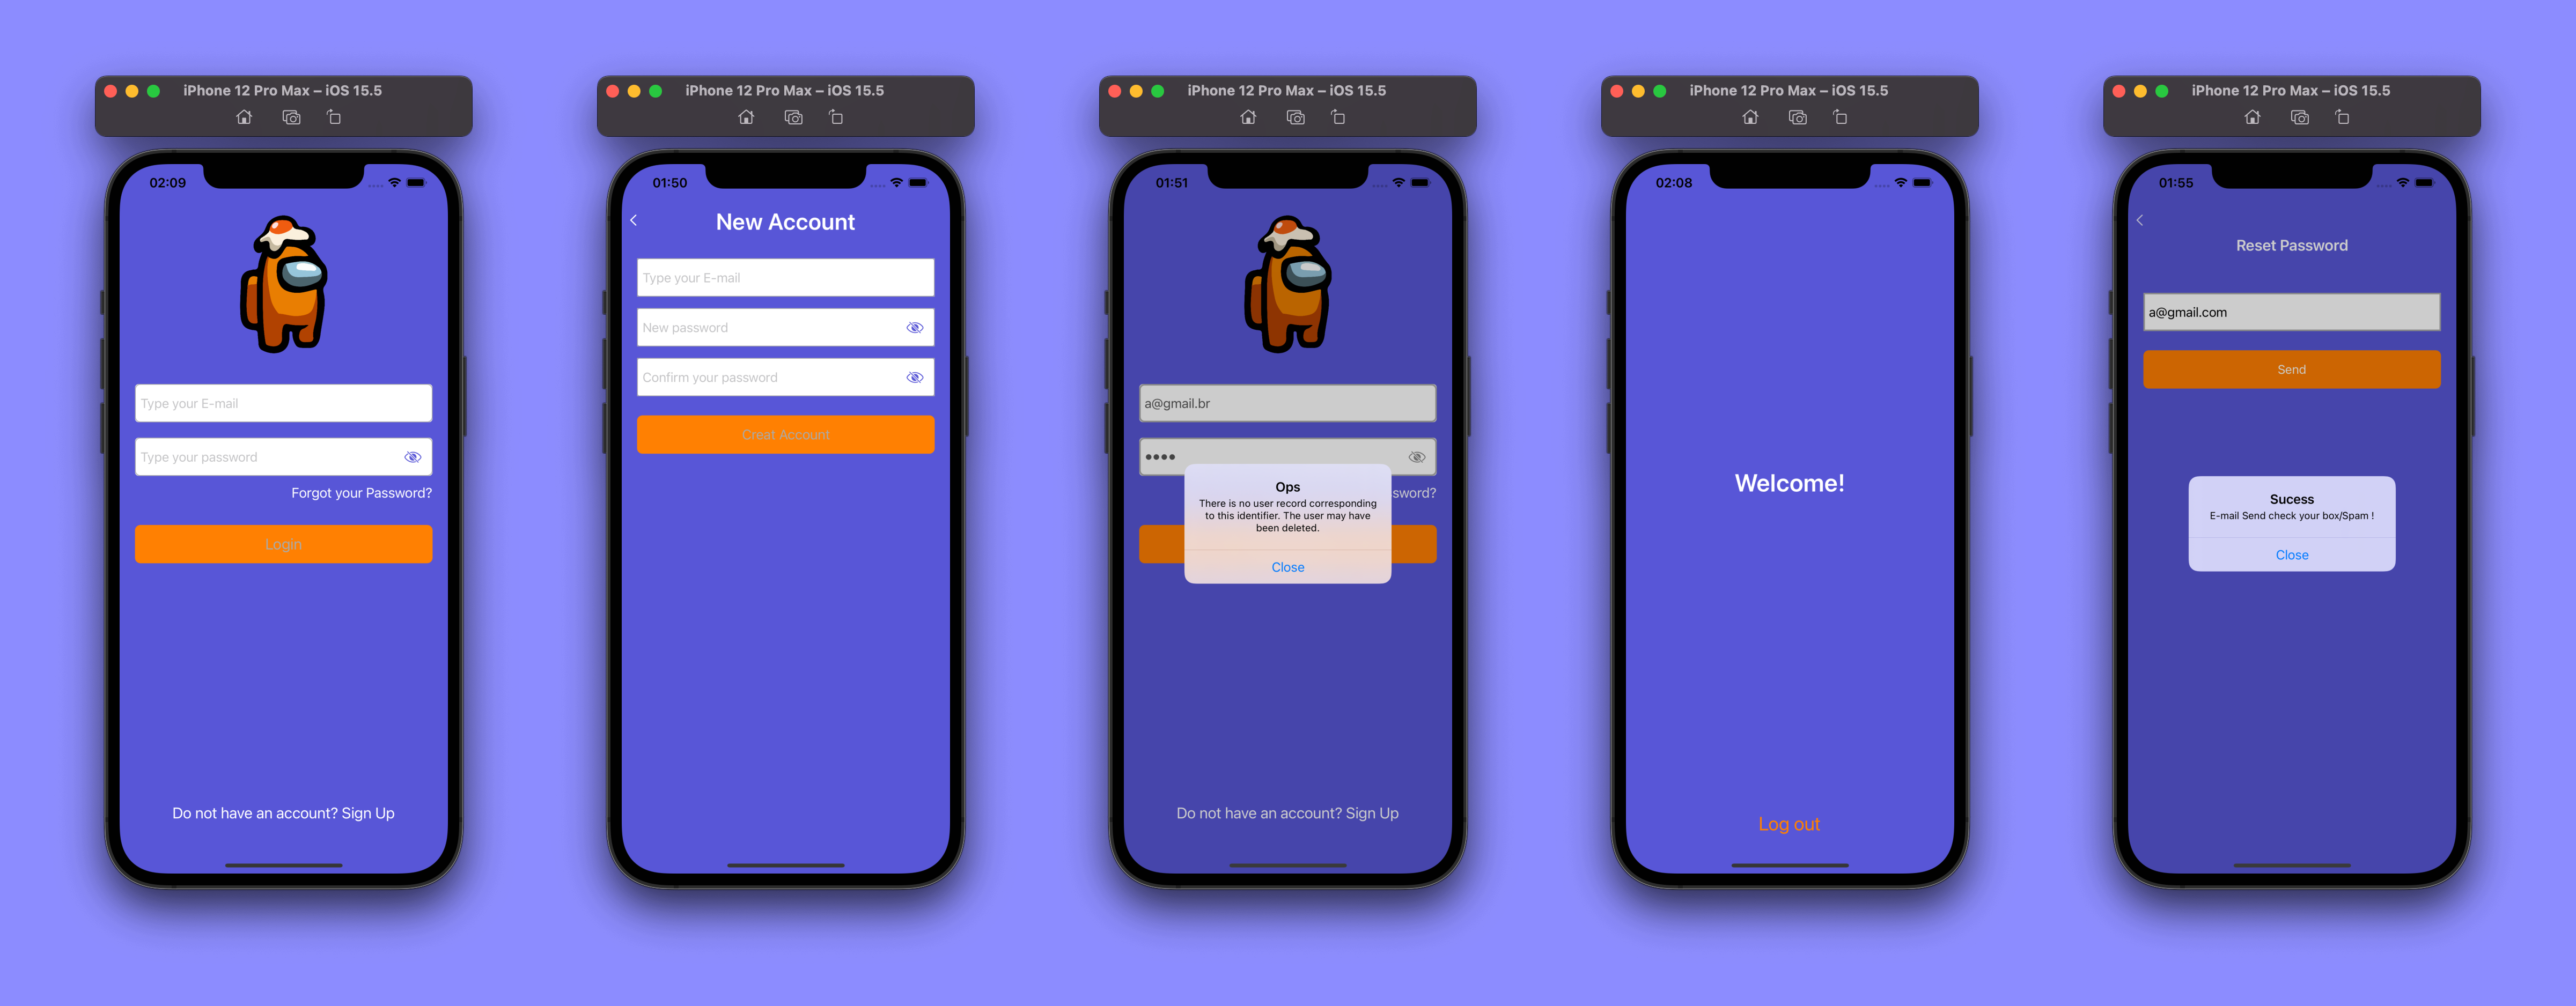 iPhone 12 Pro Max – iOS 15.5
02:09
Type your E-mail
Type your password
Forgot your Password?
Login
Do not have an account? Sign Up
iPhone 12 Pro Max – iOS 15.5
01:50
New Account
Type your E-mail
New password
Confirm your password
Creat Account
iPhone 12 Pro Max – iOS 15.5
01:51
a@gmail.br
sword?
Ops
There is no user record corresponding
to this identifier. The user may have
been deleted.
Close
Do not have an account? Sign Up
iPhone 12 Pro Max – iOS 15.5
02:08
Welcome!
Log out
iPhone 12 Pro Max – iOS 15.5
01:55
Reset Password
a@gmail.com
Send
Sucess
E-mail Send check your box/Spam !
Close